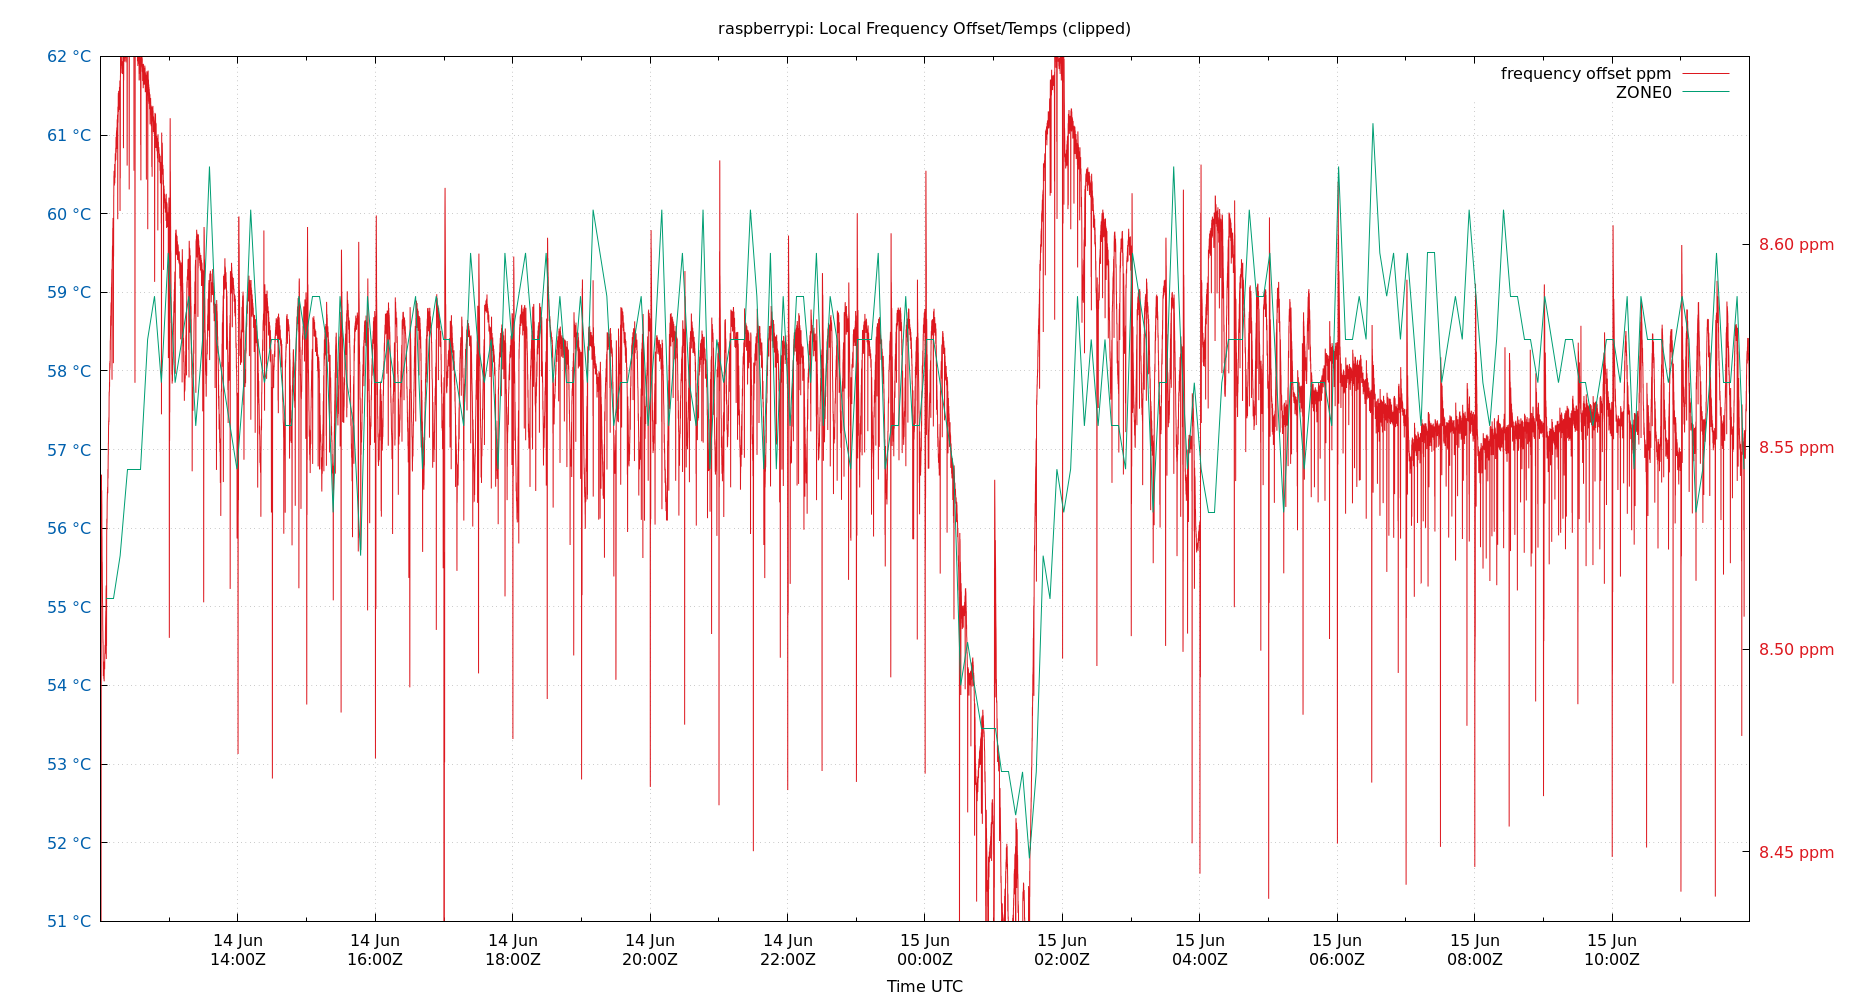 raspberrypi: Local Frequency Offset/Temps (clipped)
frequency offset ppm
ZONE0
62 °C
61 °C
60 °C
59 °C
58 °C
57 °C
56 °C
55 °C
54 °C
53 °C
52 °C
51 °C
8.60 ppm
8.55 ppm
8.50 ppm
8.45 ppm
14 Jun
14:00Z
14 Jun
16:00Z
14 Jun
18:00Z
14 Jun
20:00Z
14 Jun
22:00Z
15 Jun
00:00Z
15 Jun
02:00Z
15 Jun
04:00Z
15 Jun
06:00Z
15 Jun
08:00Z
15 Jun
10:00Z
Time UTC